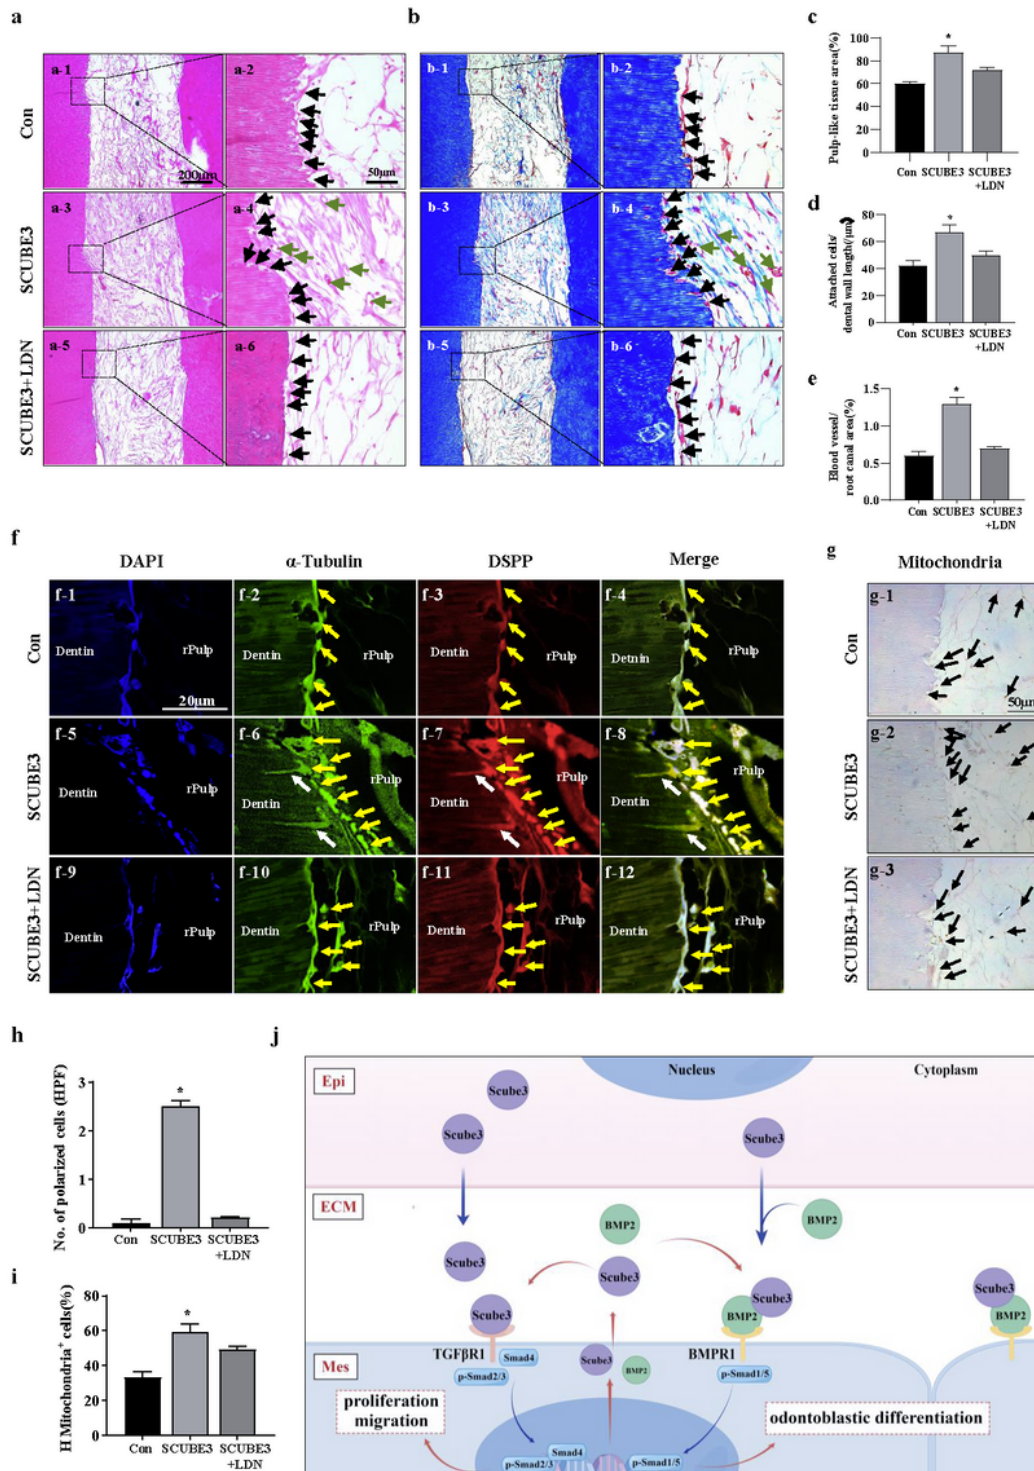 a
b
c
a-1
a-2
b-1
b-2
Con
200μm
50μm
a-3
a-4
b-3
b-4
SCUBE3
a-5
a-6
b-5
b-6
SCUBE3+LDN
Pulp-like tissue area(%)
100
80
60
40
20
0
*
Con
SCUBE3
SCUBE3
+LDN
d
Attached cells/
dental wall length/(μm)
80
60
40
20
0
*
Con
SCUBE3
SCUBE3
+LDN
e
Blood vessel/
root canal area(%)
1.5
1.0
0.5
0.0
*
Con
SCUBE3
SCUBE3
+LDN
f
DAPI
α-Tubulin
DSPP
Merge
Con
f-1
f-2
f-3
f-4
Dentin
rPulp
Dentin
rPulp
Dentin
rPulp
Detnin
rPulp
20μm
SCUBE3
f-5
f-6
f-7
f-8
Dentin
rPulp
Dentin
rPulp
Dentin
rPulp
Dentin
rPulp
SCUBE3+LDN
f-9
f-10
f-11
f-12
Dentin
rPulp
Dentin
rPulp
Dentin
rPulp
Dentin
rPulp
g
Mitochondria
Con
g-1
50μm
SCUBE3
g-2
SCUBE3+LDN
g-3
h
No. of polarized cells (HPF)
3
2
1
0
*
Con
SCUBE3
SCUBE3
+LDN
i
H Mitochondria⁺ cells(%)
80
60
40
20
0
*
Con
SCUBE3
SCUBE3
+LDN
j
Epi
Nucleus
Cytoplasm
Scube3
Scube3
Scube3
ECM
BMP2
BMP2
Scube3
Scube3
Scube3
Scube3
BMP2
Scube3
BMP2
Mes
TGFβR1
Smad4
p-Smad2/3
Scube3
BMP2
BMPR1
p-Smad1/5
proliferation
migration
odontoblastic differentiation
Smad4
p-Smad2/3
p-Smad1/5